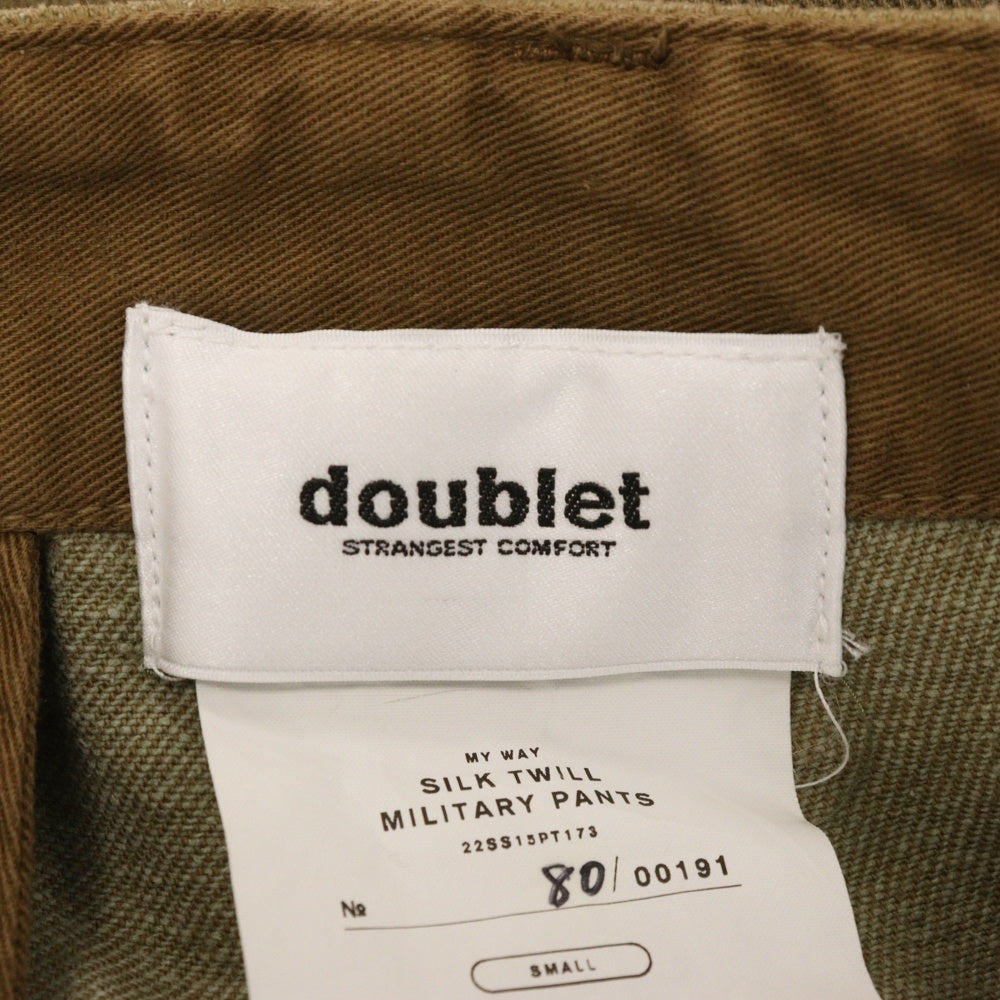 doublet
STRANGEST COMFORT
MY WAY
SILK TWILL
MILITARY PANTS
22SS15PT173
№ 80/00191
SMALL